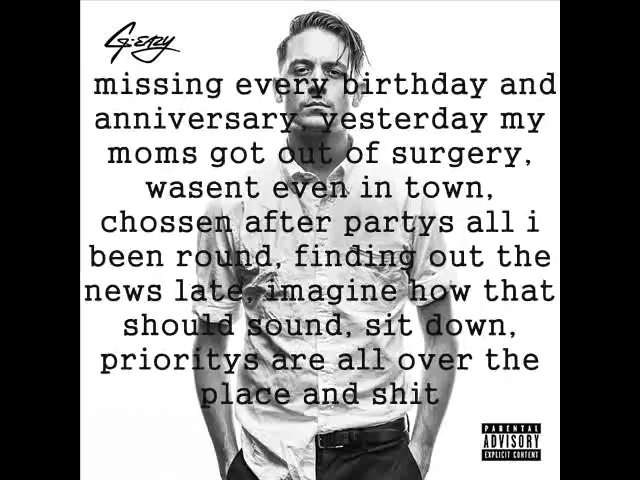 G-EAZY
missing every birthday and
anniversary, yesterday my
moms got out of surgery,
wasent even in town,
chossen after partys all i
been round, finding out the
news late, imagine how that
should sound, sit down,
prioritys are all over the
place and shit
PARENTAL
ADVISORY
EXPLICIT CONTENT